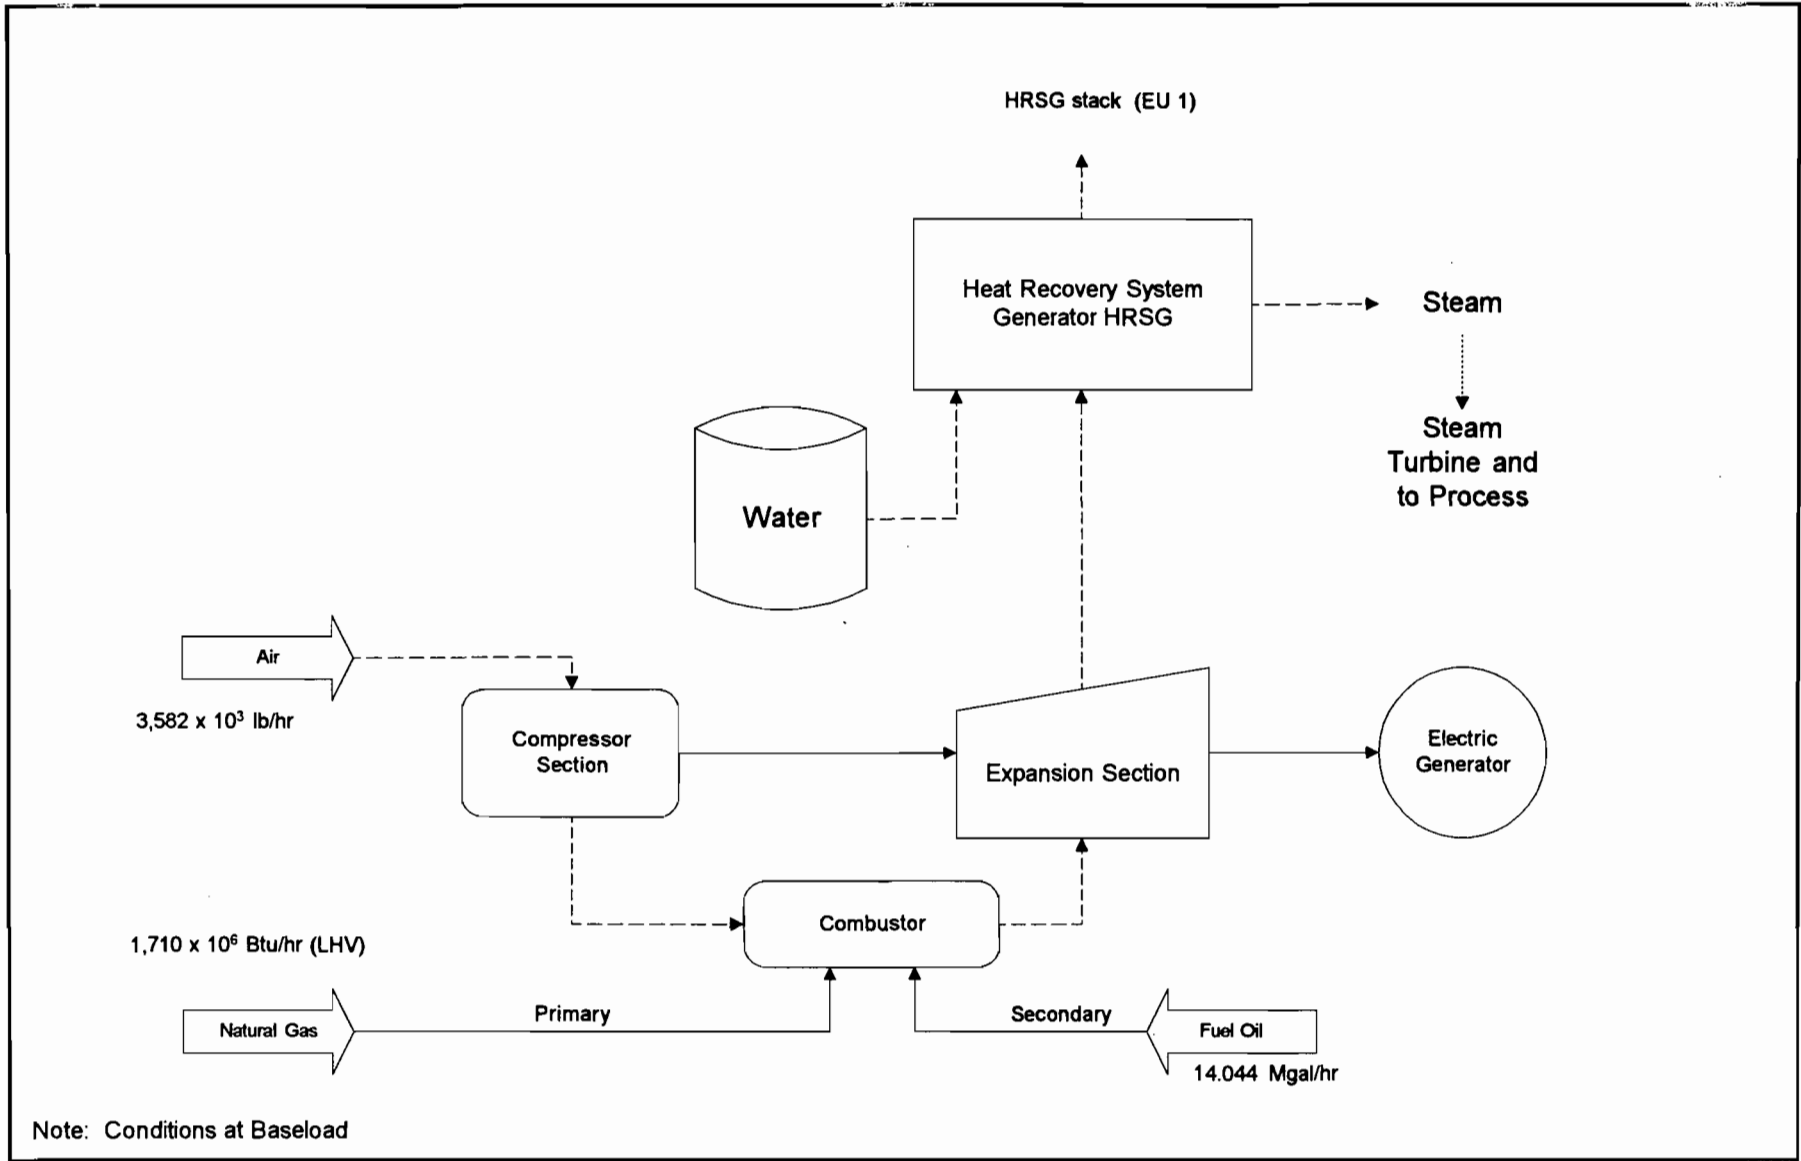 HRSG stack (EU 1)
Heat Recovery System
Generator HRSG
Steam
Steam
Turbine and
to Process
Water
Air
3,582 x 10³ lb/hr
Compressor
Section
Expansion Section
Electric
Generator
Combustor
1,710 x 10⁶ Btu/hr (LHV)
Natural Gas
Primary
Secondary
Fuel Oil
14.044 Mgal/hr
Note: Conditions at Baseload